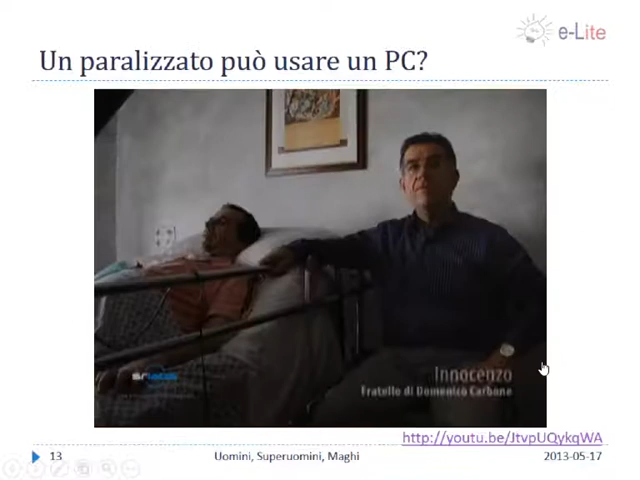 e-Lite
Un paralizzato può usare un PC?
Innocenzo
Fratello di Domenico Carbone
http://youtu.be/JtvpUQykqWA
13
Uomini, Superuomini, Maghi
2013-05-17